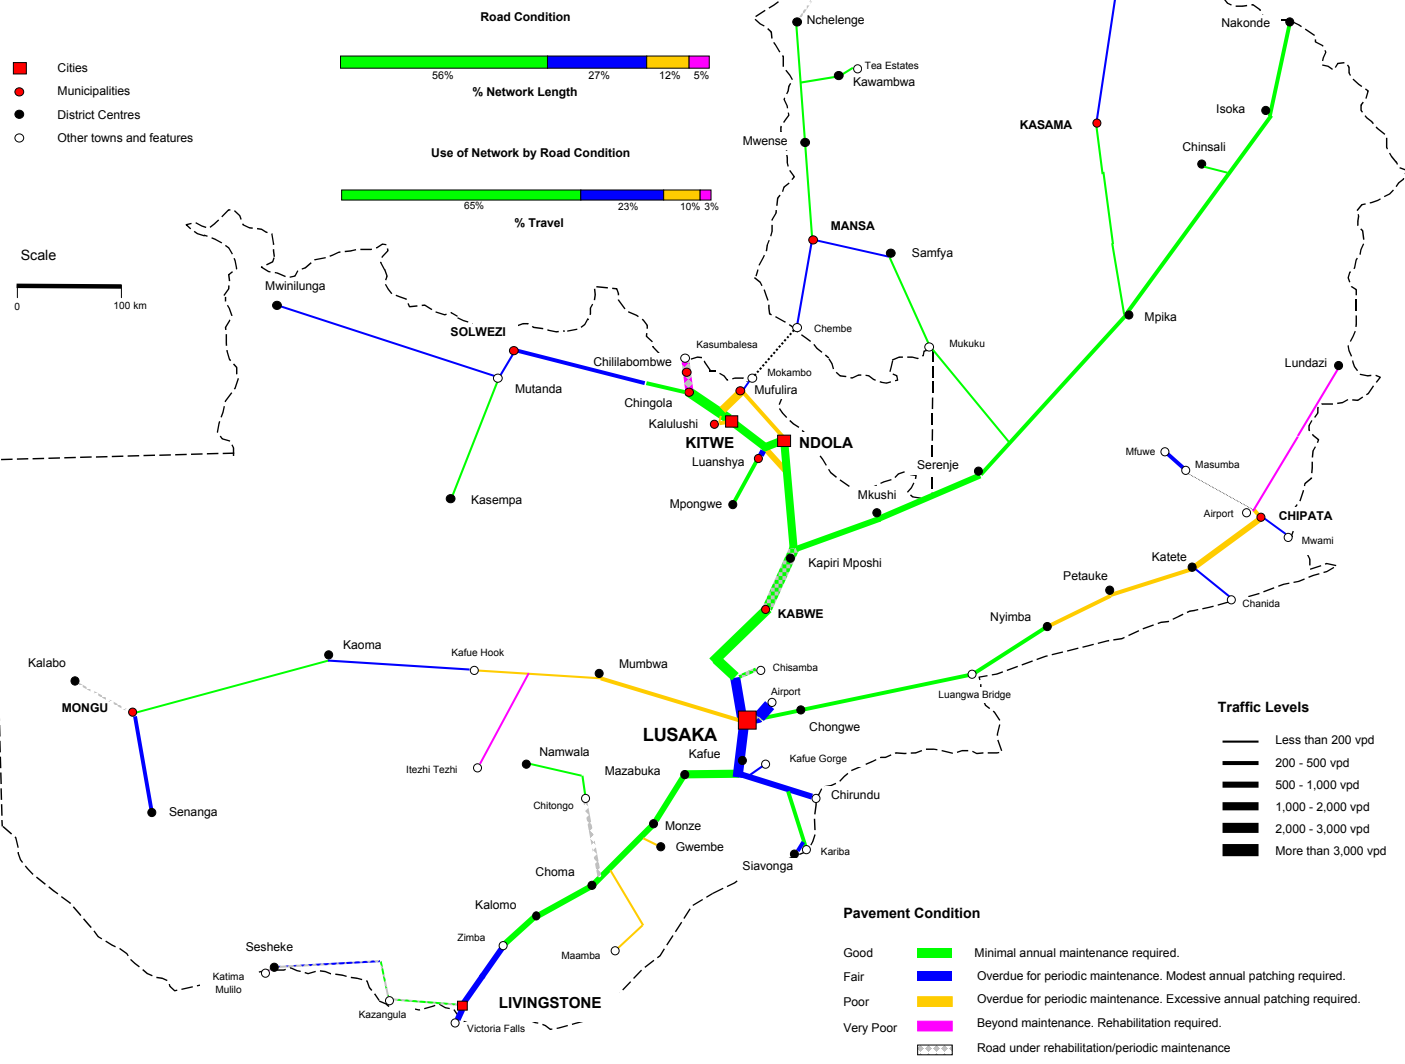 Road Condition
56%
27%
12%
5%
% Network Length
Use of Network by Road Condition
65%
23%
10%
3%
% Travel
Cities
Municipalities
District Centres
Other towns and features
Scale
0
100 km
Nchelenge
Tea Estates
Kawambwa
Mwense
MANSA
Samfya
Chembe
Mukuku
KASAMA
Nakonde
Isoka
Chinsali
Mpika
Lundazi
Mwinilunga
SOLWEZI
Mutanda
Kasempa
Kasumbalesa
Chililabombwe
Chingola
Mokambo
Mufulira
Kalulushi
KITWE
NDOLA
Luanshya
Mpongwe
Serenje
Mkushi
Kapiri Mposhi
KABWE
Mfuwe
Masumba
Airport
CHIPATA
Mwami
Katete
Chanida
Petauke
Nyimba
Luangwa Bridge
Chisamba
Airport
Chongwe
LUSAKA
Kafue
Kafue Gorge
Chirundu
Kariba
Siavonga
Kalabo
MONGU
Kaoma
Kafue Hook
Mumbwa
Itezhi Tezhi
Senanga
Namwala
Chitongo
Mazabuka
Monze
Gwembe
Choma
Kalomo
Zimba
Maamba
Sesheke
Katima
Mulilo
Kazangula
LIVINGSTONE
Victoria Falls
Traffic Levels
Less than 200 vpd
200 - 500 vpd
500 - 1,000 vpd
1,000 - 2,000 vpd
2,000 - 3,000 vpd
More than 3,000 vpd
Pavement Condition
Good Minimal annual maintenance required.
Fair Overdue for periodic maintenance. Modest annual patching required.
Poor Overdue for periodic maintenance. Excessive annual patching required.
Very Poor Beyond maintenance. Rehabilitation required.
Road under rehabilitation/periodic maintenance